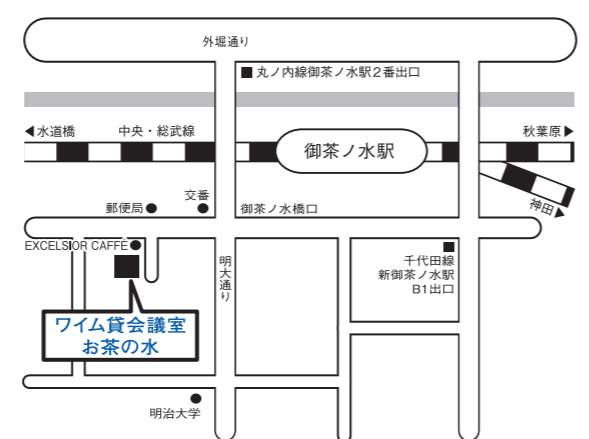 外堀通り
丸ノ内線御茶ノ水駅2番出口
◀水道橋
中央・総武線
秋葉原▶
御茶ノ水駅
神田▶
交番
郵便局
御茶ノ水橋口
EXCELSIOR CAFFÉ
明大通り
千代田線
新御茶ノ水駅
B1出口
ワイム貸会議室
お茶の水
明治大学